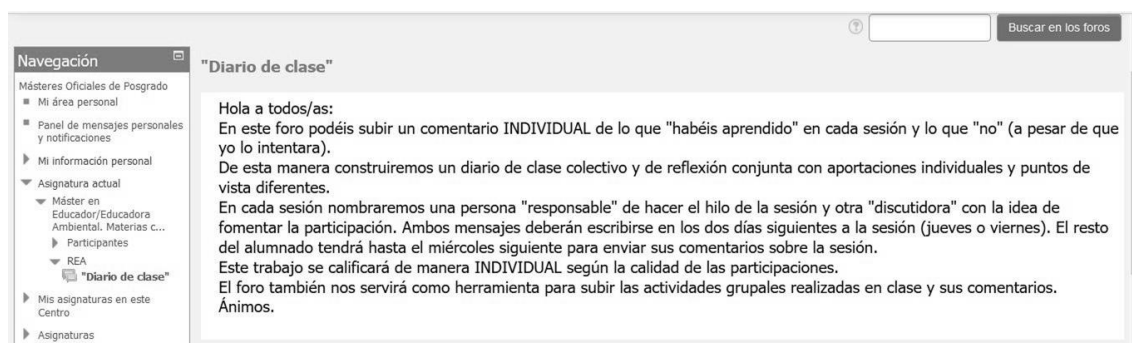 Buscar en los foros
Navegación
Másteres Oficiales de Posgrado
Mi área personal
Panel de mensajes personales
y notificaciones
Mi información personal
Asignatura actual
Máster en
Educador/Educadora
Ambiental. Materias c...
Participantes
REA
"Diario de clase"
Mis asignaturas en este
Centro
Asignaturas
"Diario de clase"
Hola a todos/as:
En este foro podéis subir un comentario INDIVIDUAL de lo que "habéis aprendido" en cada sesión y lo que "no" (a pesar de que
yo lo intentara).
De esta manera construiremos un diario de clase colectivo y de reflexión conjunta con aportaciones individuales y puntos de
vista diferentes.
En cada sesión nombraremos una persona "responsable" de hacer el hilo de la sesión y otra "discutidora" con la idea de
fomentar la participación. Ambos mensajes deberán escribirse en los dos días siguientes a la sesión (jueves o viernes). El resto
del alumnado tendrá hasta el miércoles siguiente para enviar sus comentarios sobre la sesión.
Este trabajo se calificará de manera INDIVIDUAL según la calidad de las participaciones.
El foro también nos servirá como herramienta para subir las actividades grupales realizadas en clase y sus comentarios.
Ánimos.